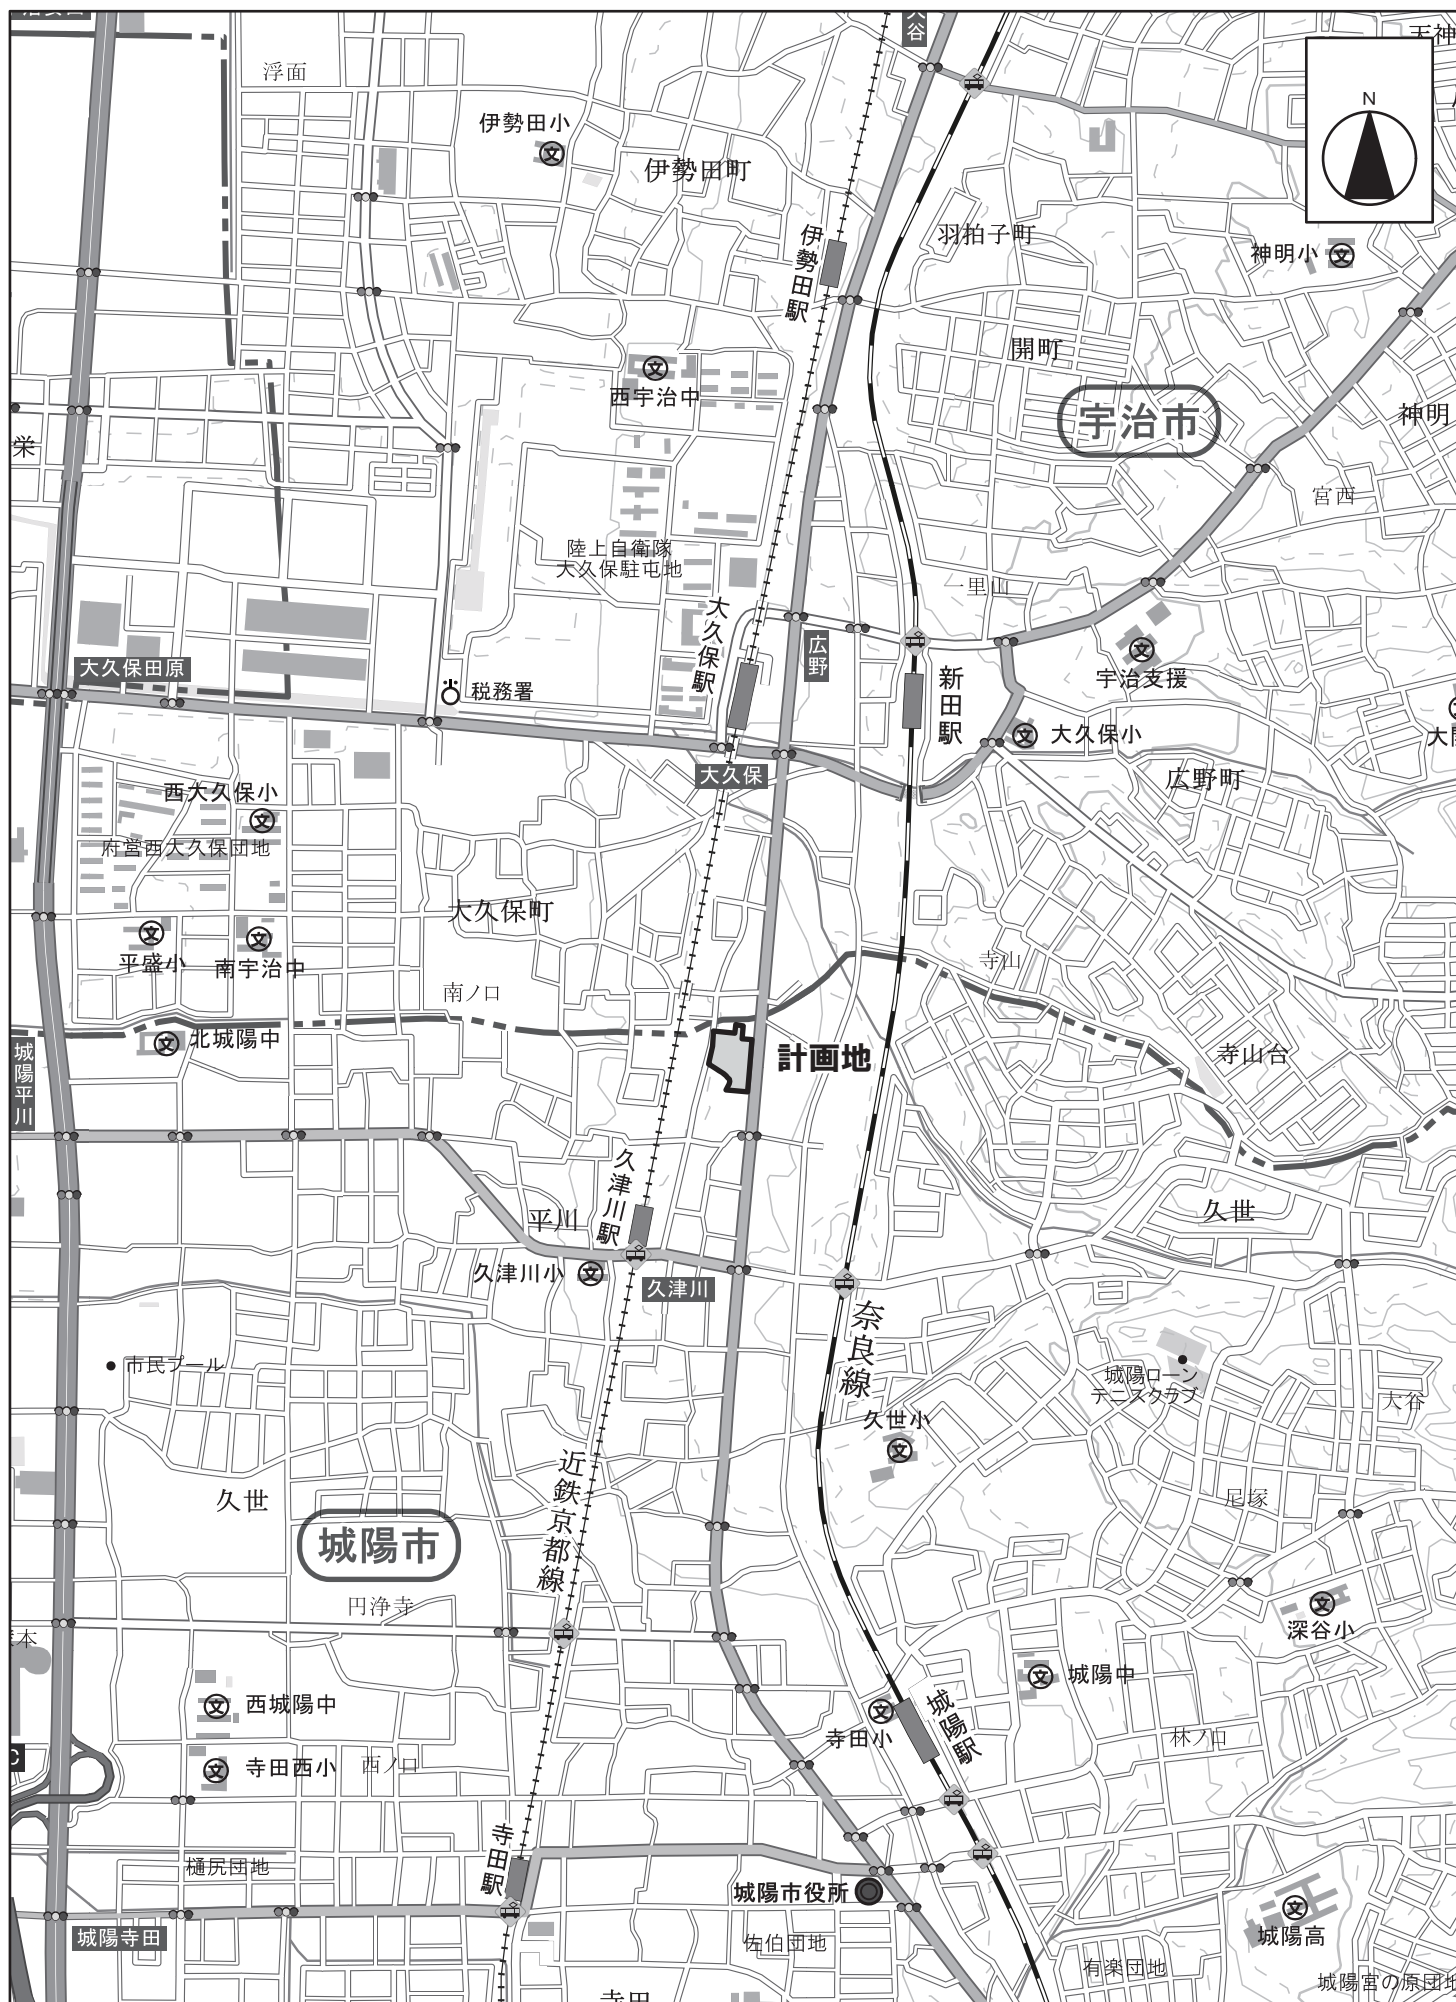 天神
N
浮面
伊勢田小
伊勢田町
伊勢田駅
羽拍子町
神明小
開町
西宇治中
宇治市
神明
栄
宮西
陸上自衛隊
大久保駐屯地
一里山
大久保駅
広野
宇治支援
大久保田原
税務署
新田駅
大久保小
大久保
広野町
西大久保小
府営西大久保団地
大久保町
平盛小
南宇治中
寺山
南ノ口
北城陽中
城陽平川
計画地
寺山台
久津川駅
平川
久世
久津川小
久津川
奈良線
市民プール
城陽ローン
テニスクラブ
大谷
久世小
近鉄京都線
久世
尼塚
城陽市
円浄寺
深谷小
城陽中
西城陽中
城陽駅
寺田小
林ノ口
寺田西小
西ノ口
寺田駅
樋尻団地
城陽市役所
城陽寺田
佐伯団地
城陽高
有楽団地
城陽宮の原団地
寺田